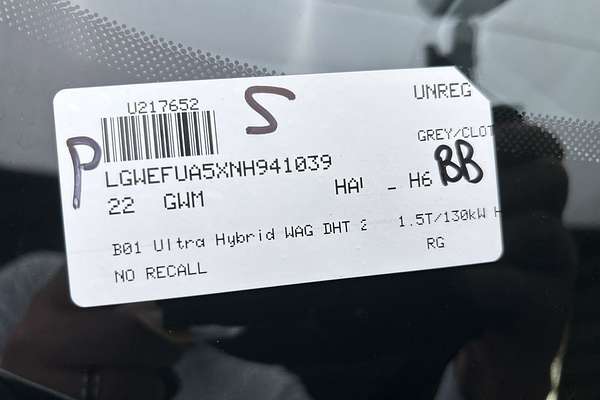 U217652
S
UNREG
P
GREY/CLOT
BB
LGWEFUA5XNH941039
22 GWM HA - H6
B01 Ultra Hybrid WAG DHT 2 1.5T/130kW H
NO RECALL RG